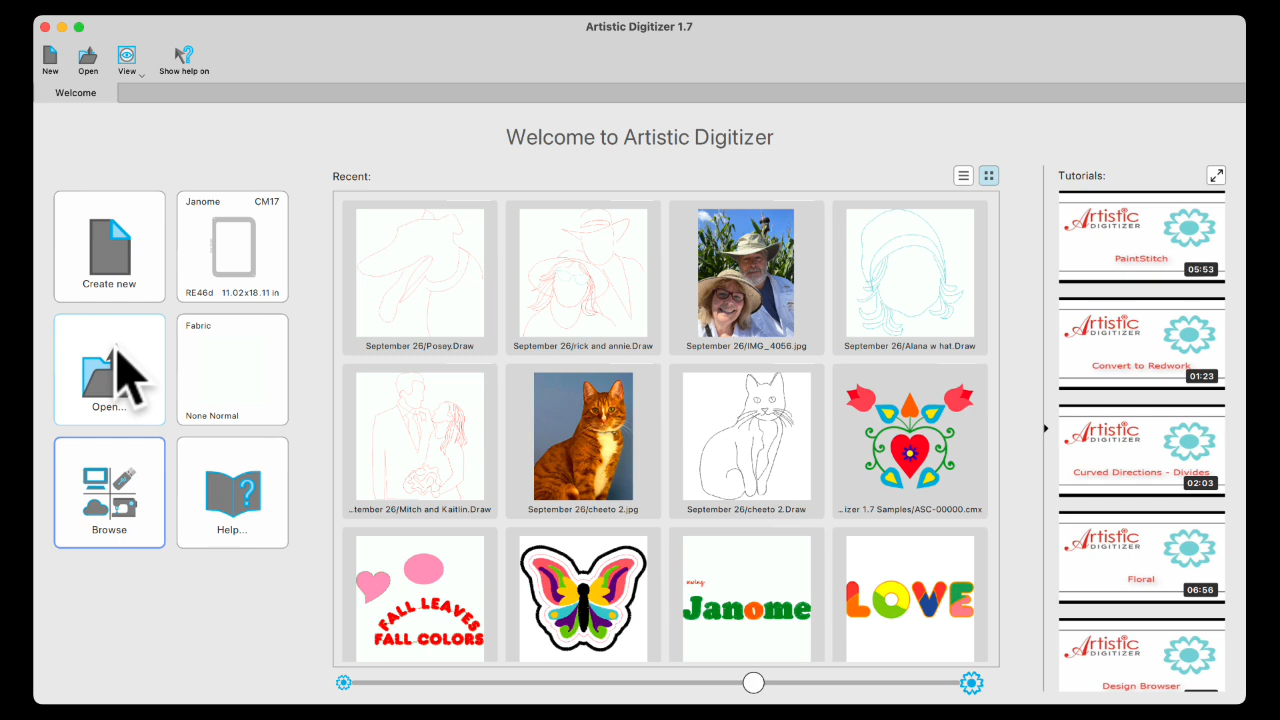 Artistic Digitizer 1.7
New
Open
View
Show help on
Welcome
Welcome to Artistic Digitizer
Recent:
Tutorials:
Create new
Janome CM17
RE46d 11.02x18.11 in
Open...
Fabric
None Normal
Browse
Help...
September 26/Posey.Draw
September 26/rick and annie.Draw
September 26/IMG_4056.jpg
September 26/Alana w hat.Draw
...tember 26/Mitch and Kaitlin.Draw
September 26/cheeto 2.jpg
September 26/cheeto 2.Draw
...izer 1.7 Samples/ASC-00000.cmx
FALL LEAVES
FALL COLORS
Janome
LOVE
Artistic
DIGITIZER
PaintStitch
05:53
Artistic
DIGITIZER
Convert to Redwork
01:23
Artistic
DIGITIZER
Curved Directions - Divides
02:03
Artistic
DIGITIZER
Floral
06:56
Artistic
DIGITIZER
Design Browser